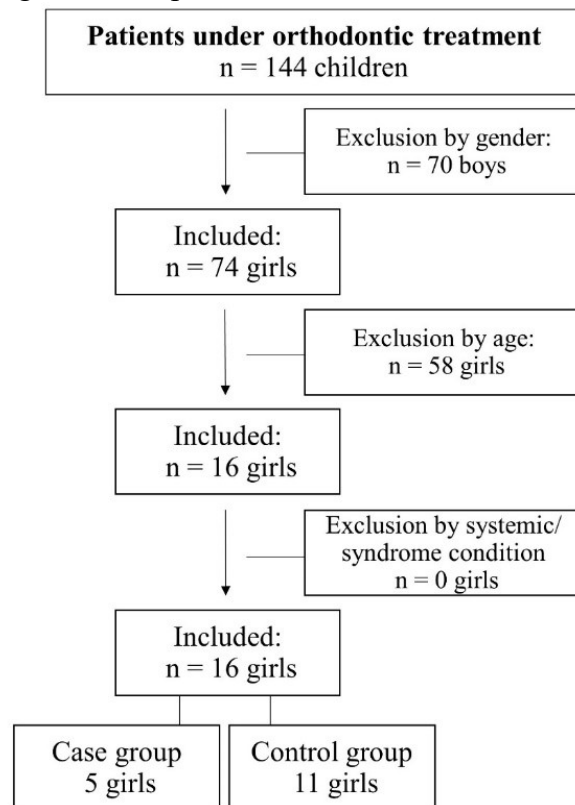 Patients under orthodontic treatment
n = 144 children
Exclusion by gender:
n = 70 boys
Included:
n = 74 girls
Exclusion by age:
n = 58 girls
Included:
n = 16 girls
Exclusion by systemic/
syndrome condition
n = 0 girls
Included:
n = 16 girls
Case group
5 girls
Control group
11 girls